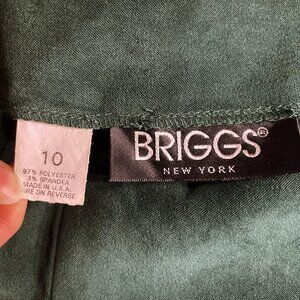 10
97% POLYESTER
3% SPANDEX
MADE IN U.S.A.
ARE ON REVERSE
BRIGGS
NEW YORK